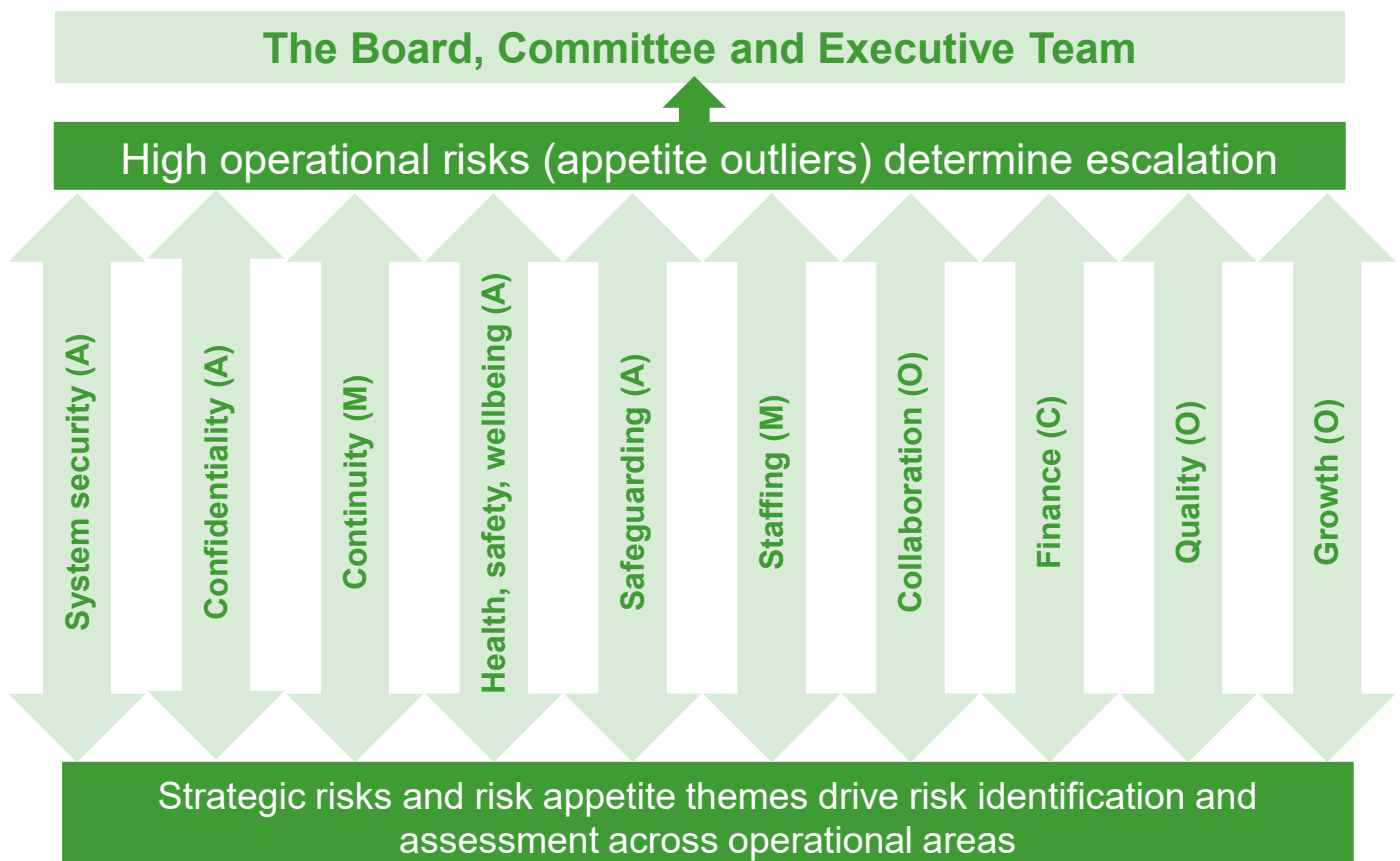 The Board, Committee and Executive Team
High operational risks (appetite outliers) determine escalation
System security (A)
Confidentiality (A)
Continuity (M)
Health, safety, wellbeing (A)
Safeguarding (A)
Staffing (M)
Collaboration (O)
Finance (C)
Quality (O)
Growth (O)
Strategic risks and risk appetite themes drive risk identification and
assessment across operational areas